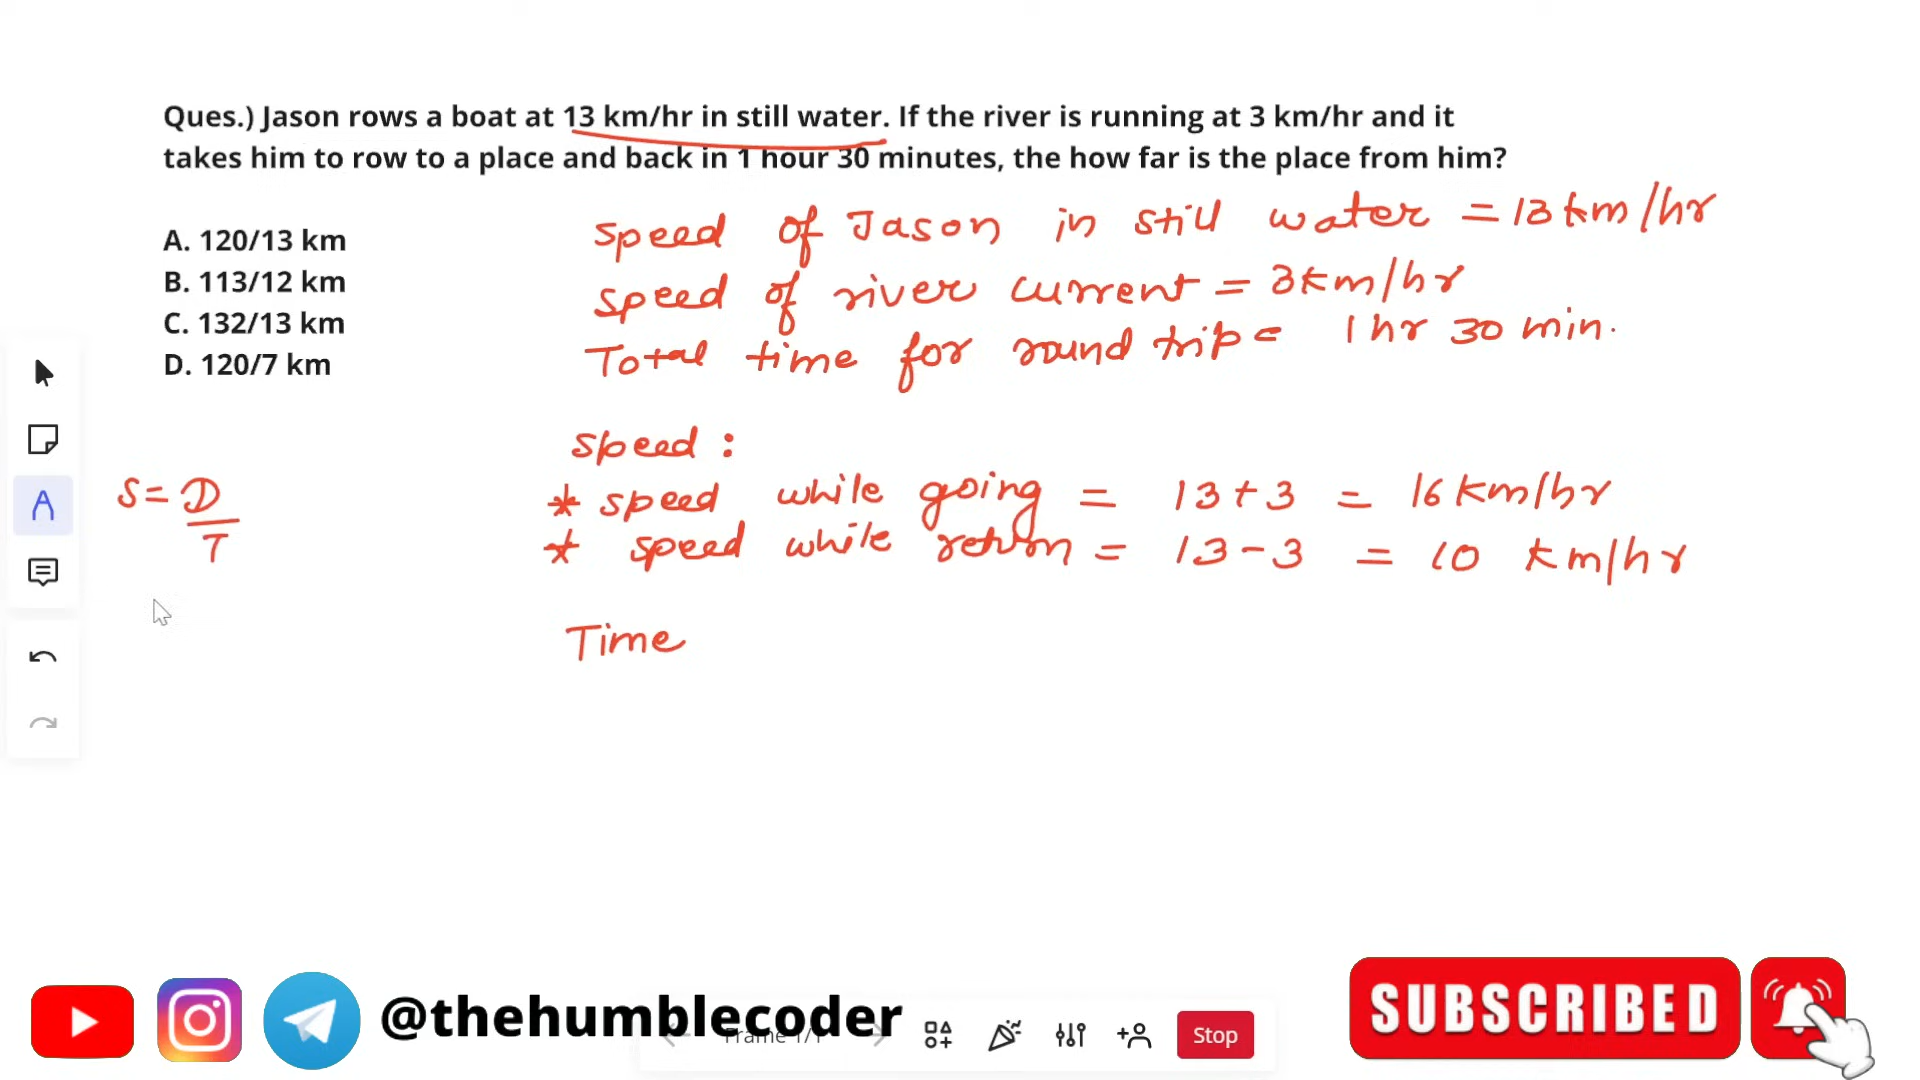 Ques.) Jason rows a boat at 13 km/hr in still water. If the river is running at 3 km/hr and it
takes him to row to a place and back in 1 hour 30 minutes, the how far is the place from him?
A. 120/13 km
B. 113/12 km
C. 132/13 km
D. 120/7 km
speed of Jason in still water = 13 km/hr
speed of river current = 3km/hr
Total time for round trip = 1 hr 30 min.
speed :
* speed while going = 13+3 = 16 km/hr
* speed while return = 13-3 = 10 km/hr
S = D
T
Time
@thehumblecoder
Frame 1/1
Stop
SUBSCRIBED